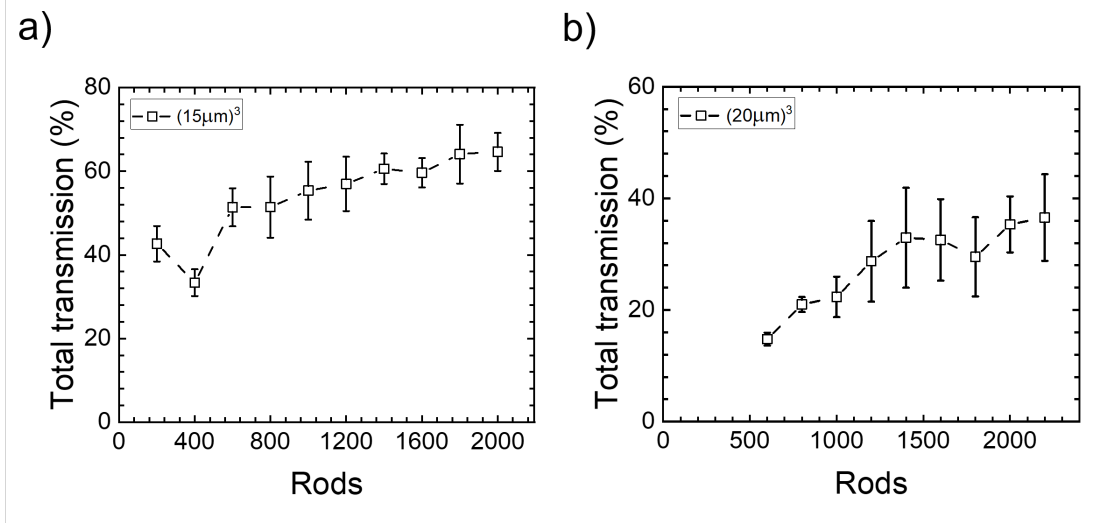 a)
Total transmission (%)
80
60
40
20
0
(15μm)³
0 400 800 1200 1600 2000
Rods
b)
Total transmission (%)
60
40
20
0
(20μm)³
0 500 1000 1500 2000
Rods